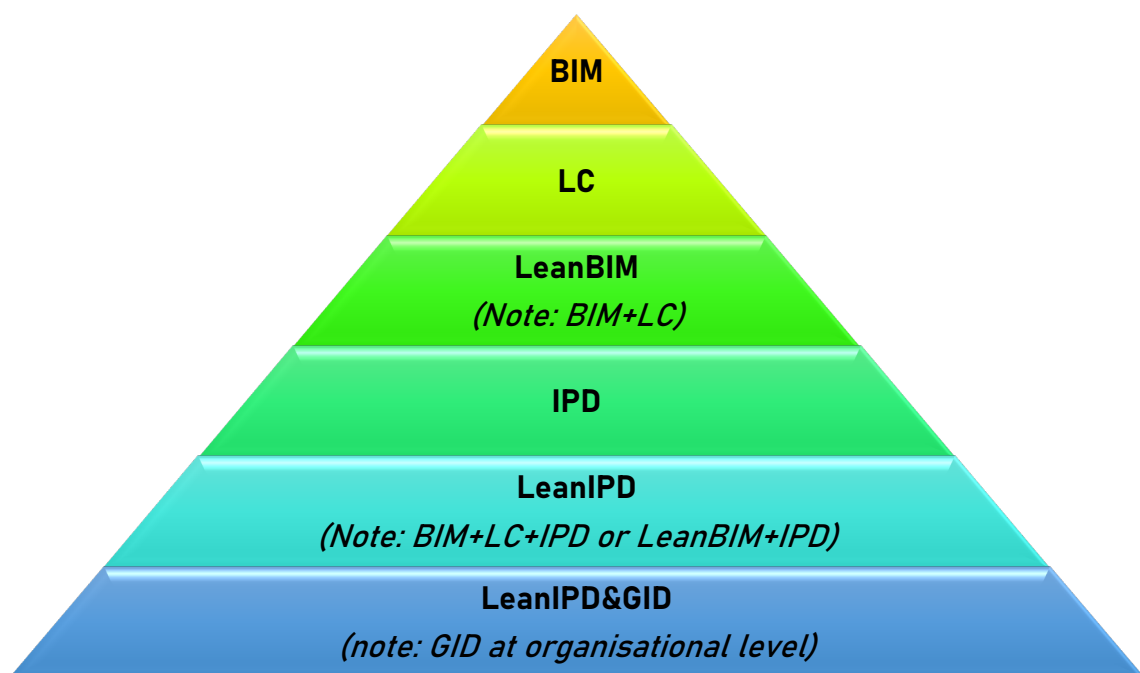 BIM
LC
LeanBIM
(Note: BIM+LC)
IPD
LeanIPD
(Note: BIM+LC+IPD or LeanBIM+IPD)
LeanIPD&GID
(note: GID at organisational level)